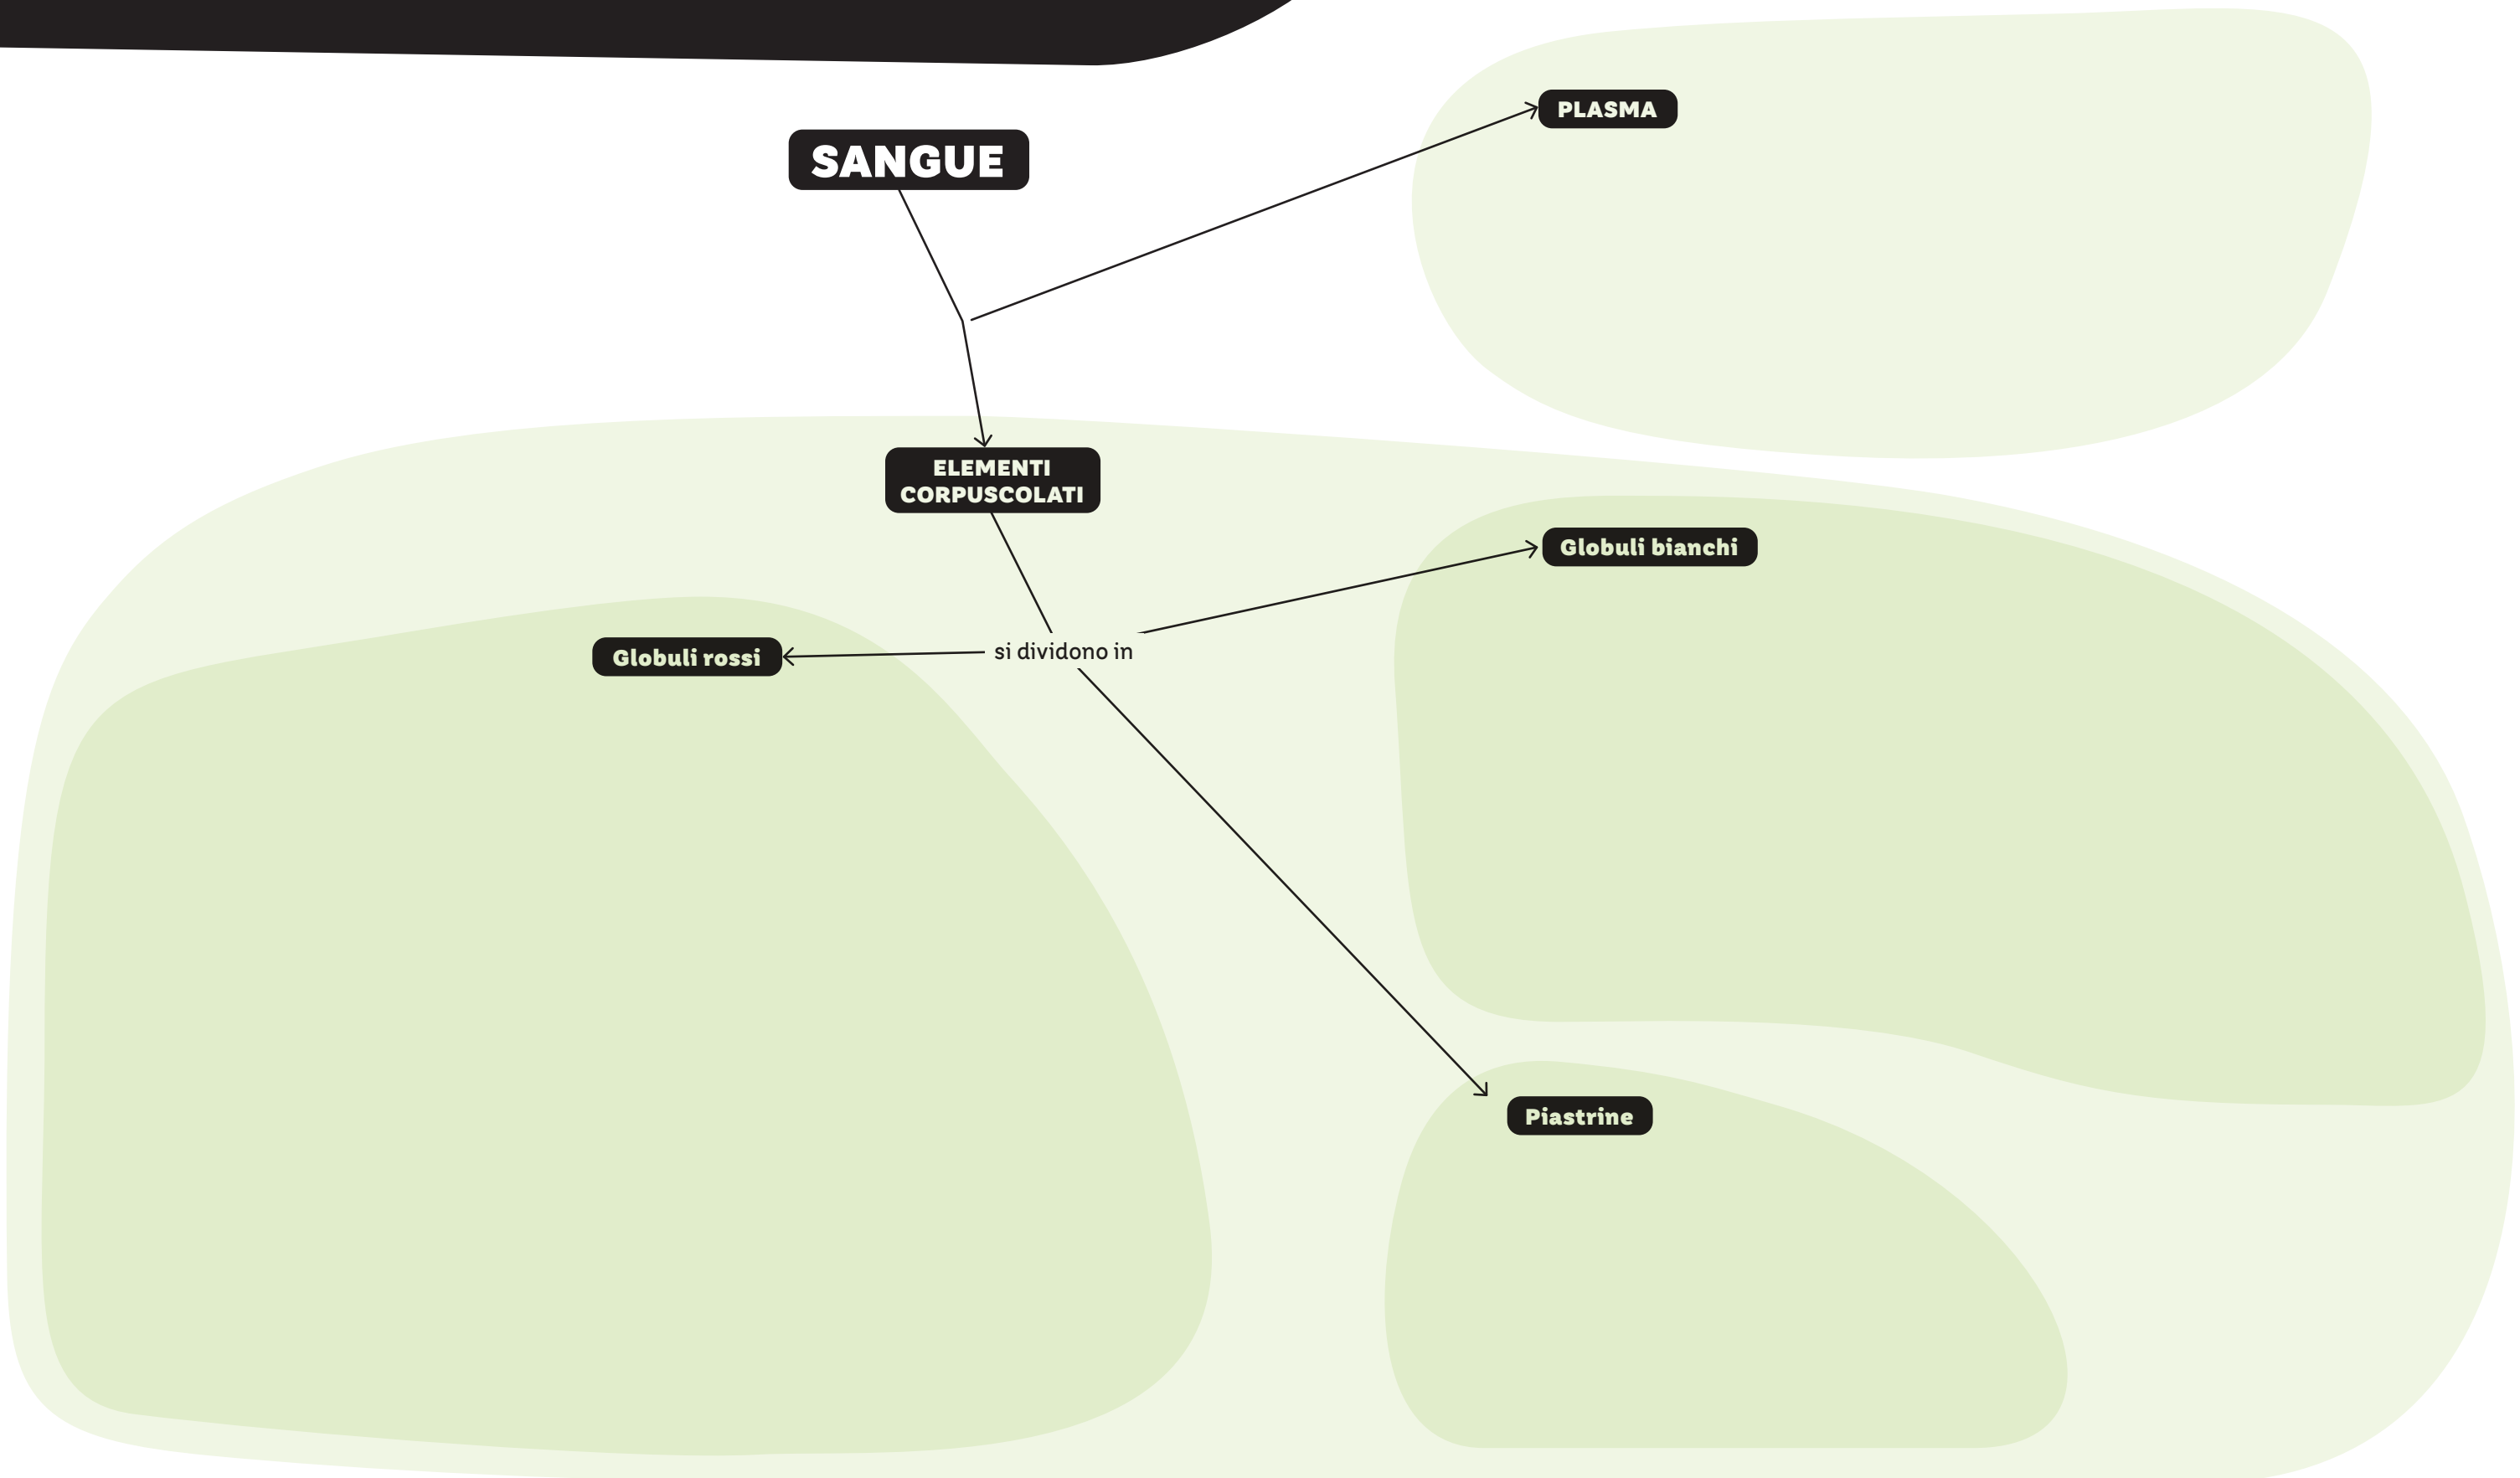 SANGUE
PLASMA
ELEMENTI
CORPUSCOLATI
si dividono in
Globuli rossi
Globuli bianchi
Piastrine